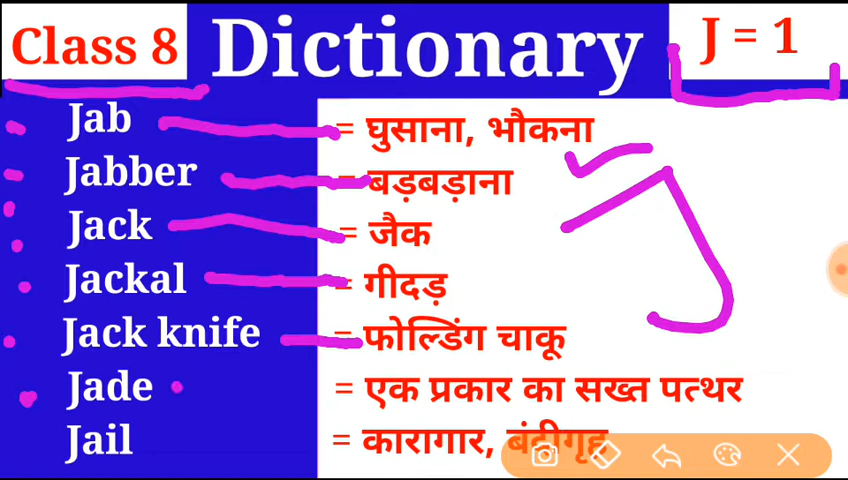 Class 8 Dictionary J = 1
Jab = घुसाना, भौकना
Jabber = बड़बड़ाना
Jack = जैक
Jackal = गीदड़
Jack knife = फोल्डिंग चाकू
Jade = एक प्रकार का सख्त पत्थर
Jail = कारागार, बंदीगृह